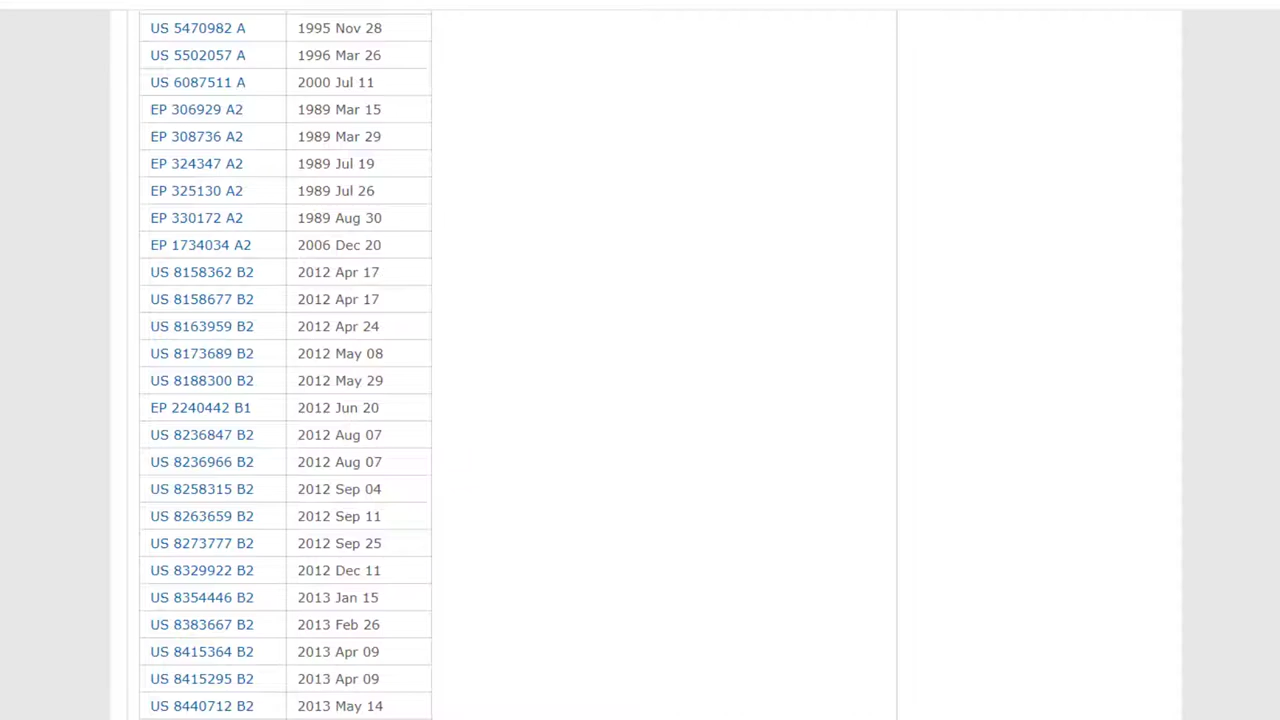 US 5470982 A 1995 Nov 28
US 5502057 A 1996 Mar 26
US 6087511 A 2000 Jul 11
EP 306929 A2 1989 Mar 15
EP 308736 A2 1989 Mar 29
EP 324347 A2 1989 Jul 19
EP 325130 A2 1989 Jul 26
EP 330172 A2 1989 Aug 30
EP 1734034 A2 2006 Dec 20
US 8158362 B2 2012 Apr 17
US 8158677 B2 2012 Apr 17
US 8163959 B2 2012 Apr 24
US 8173689 B2 2012 May 08
US 8188300 B2 2012 May 29
EP 2240442 B1 2012 Jun 20
US 8236847 B2 2012 Aug 07
US 8236966 B2 2012 Aug 07
US 8258315 B2 2012 Sep 04
US 8263659 B2 2012 Sep 11
US 8273777 B2 2012 Sep 25
US 8329922 B2 2012 Dec 11
US 8354446 B2 2013 Jan 15
US 8383667 B2 2013 Feb 26
US 8415364 B2 2013 Apr 09
US 8415295 B2 2013 Apr 09
US 8440712 B2 2013 May 14